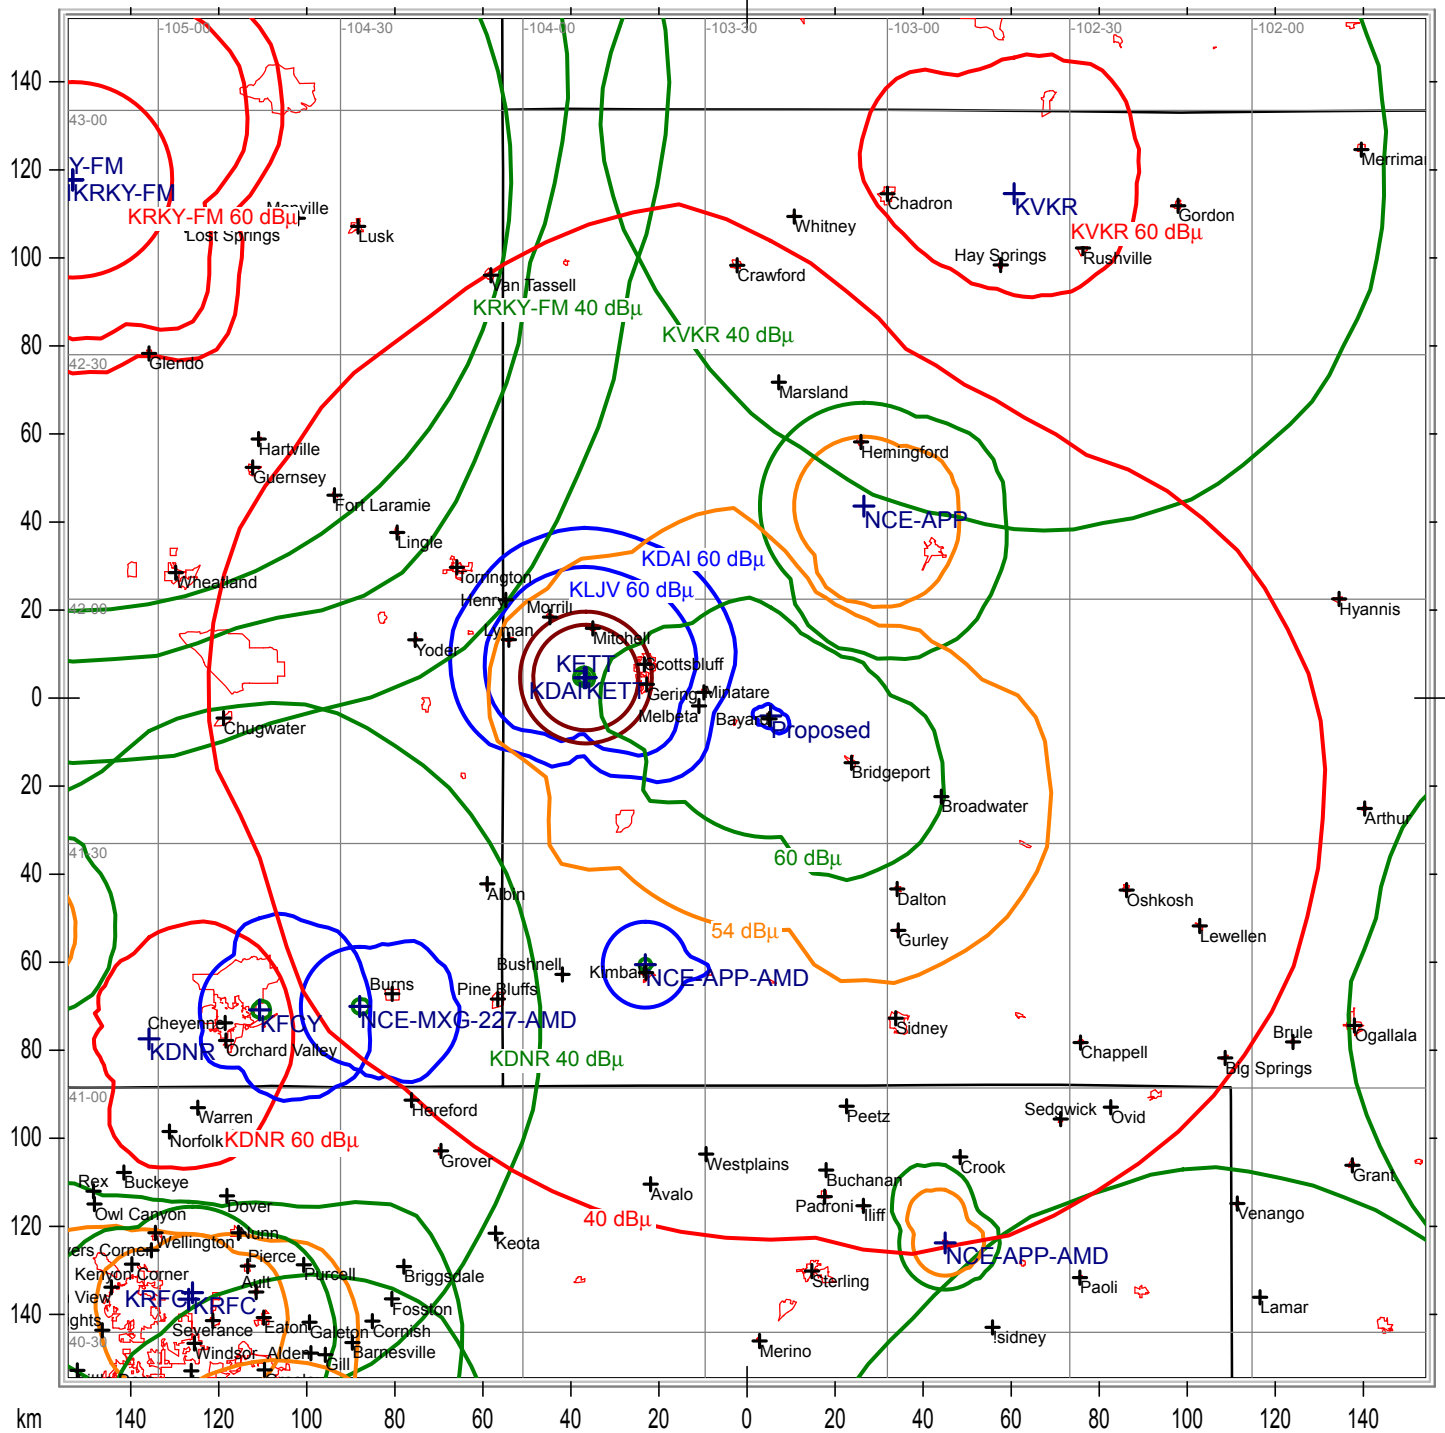 -105-00
-104-30
-104-00
-103-30
-103-00
-102-30
-102-00
140
43-00
120
Y-FM
KRKY-FM
KRKY-FM 60 dBµ
Lost Springs
Lusk
Whitney
Chadron
KVKR
KVKR 60 dBµ
Gordon
Merrima
100
Van Tassell
Crawford
Hay Springs
Rushville
KRKY-FM 40 dBµ
KVKR 40 dBµ
80
42-30
Glendo
Marsland
60
Hartville
Guernsey
Hemingford
Fort Laramie
NCE-APP
40
Lingle
KDAI 60 dBµ
Wheatland
Torrington
KLJV 60 dBµ
20
42-00
Henry
Morrill
Hyannis
Yoder
Lyman
Mitchell
KETT
Scottsbluff
0
KDAI
KETT
Gering
Minatare
Melbeta
Bayard
Proposed
Chugwater
Bridgeport
20
Broadwater
Arthur
41-30
60 dBµ
40
Albin
Dalton
Oshkosh
54 dBµ
Gurley
Lewellen
60
Bushnell
Kimball
NCE-APP-AMD
Burns
Pine Bluffs
Cheyenne
KFCY
NCE-MXG-227-AMD
Sidney
Ogallala
80
KDNR
Orchard Valley
KDNR 40 dBµ
Chappell
Brule
Big Springs
41-00
Warren
Hereford
Peetz
Sedgwick
Ovid
100
Norfolk
KDNR 60 dBµ
Grover
Westplains
Crook
Buckeye
Buchanan
Grant
Rex
Avalo
Owl Canyon
Dover
Padroni
Iliff
120
40 dBµ
Venango
Wellington
Nunn
Keota
ers Corner
Pierce
NCE-APP-AMD
Kenyon Corner
Purcell
Briggsdale
Sterling
Paoli
View
Ault
KRFC
KRFC
Fosston
Lamar
140
ghts
Severance
Eaton
Galeton
Cornish
Isidney
40-30
Windsor
Alden
Gill
Barnesville
Merino
km
140
120
100
80
60
40
20
0
20
40
60
80
100
120
140